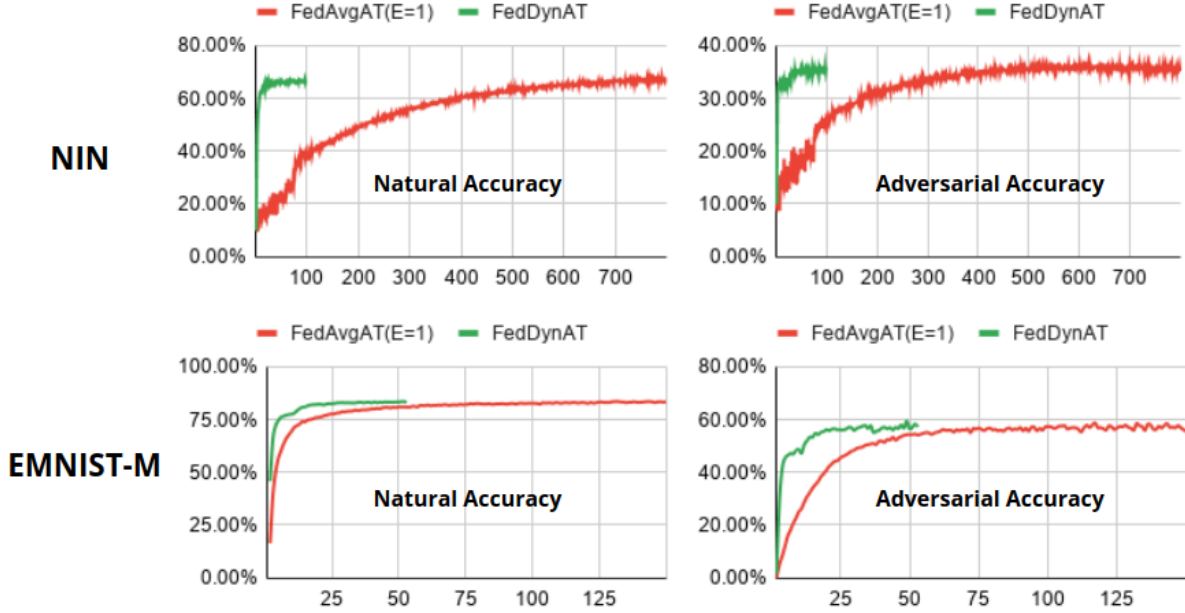 FedAvgAT(E=1) FedDynAT
80.00%
60.00%
40.00%
20.00%
0.00%
100 200 300 400 500 600 700
Natural Accuracy
FedAvgAT(E=1) FedDynAT
40.00%
30.00%
20.00%
10.00%
0.00%
100 200 300 400 500 600 700
Adversarial Accuracy
NIN
FedAvgAT(E=1) FedDynAT
100.00%
75.00%
50.00%
25.00%
0.00%
25 50 75 100 125
Natural Accuracy
FedAvgAT(E=1) FedDynAT
80.00%
60.00%
40.00%
20.00%
0.00%
25 50 75 100 125
Adversarial Accuracy
EMNIST-M